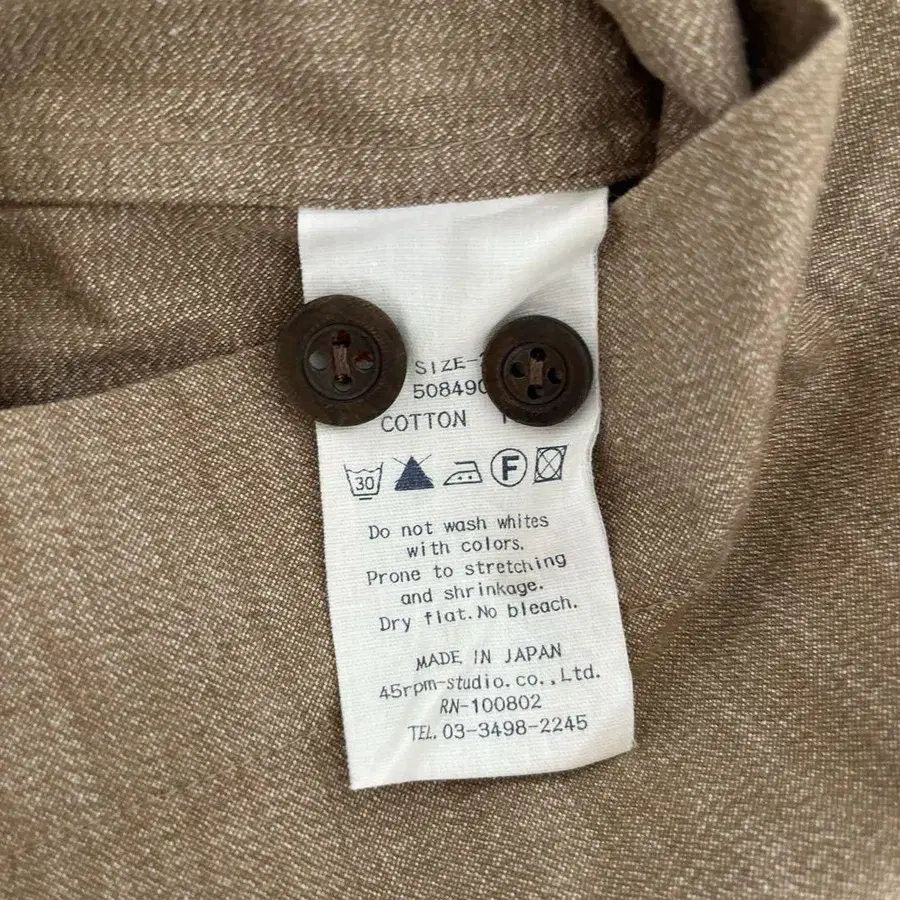 SIZE-
508490
COTTON
30
F
Do not wash whites
with colors.
Prone to stretching
and shrinkage.
Dry flat. No bleach.
MADE IN JAPAN
45rpm-studio.co.,Ltd.
RN-100802
TEL. 03-3498-2245